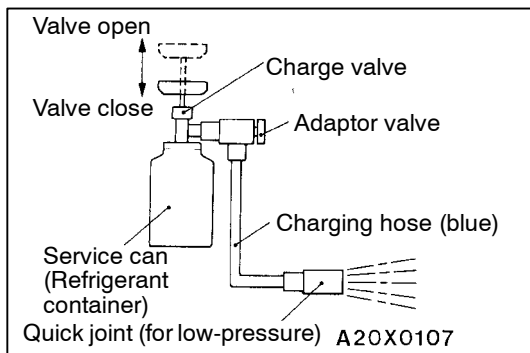 Valve open
Charge valve
Valve close
Adaptor valve
Charging hose (blue)
Service can
(Refrigerant
container)
Quick joint (for low-pressure)
A20X0107